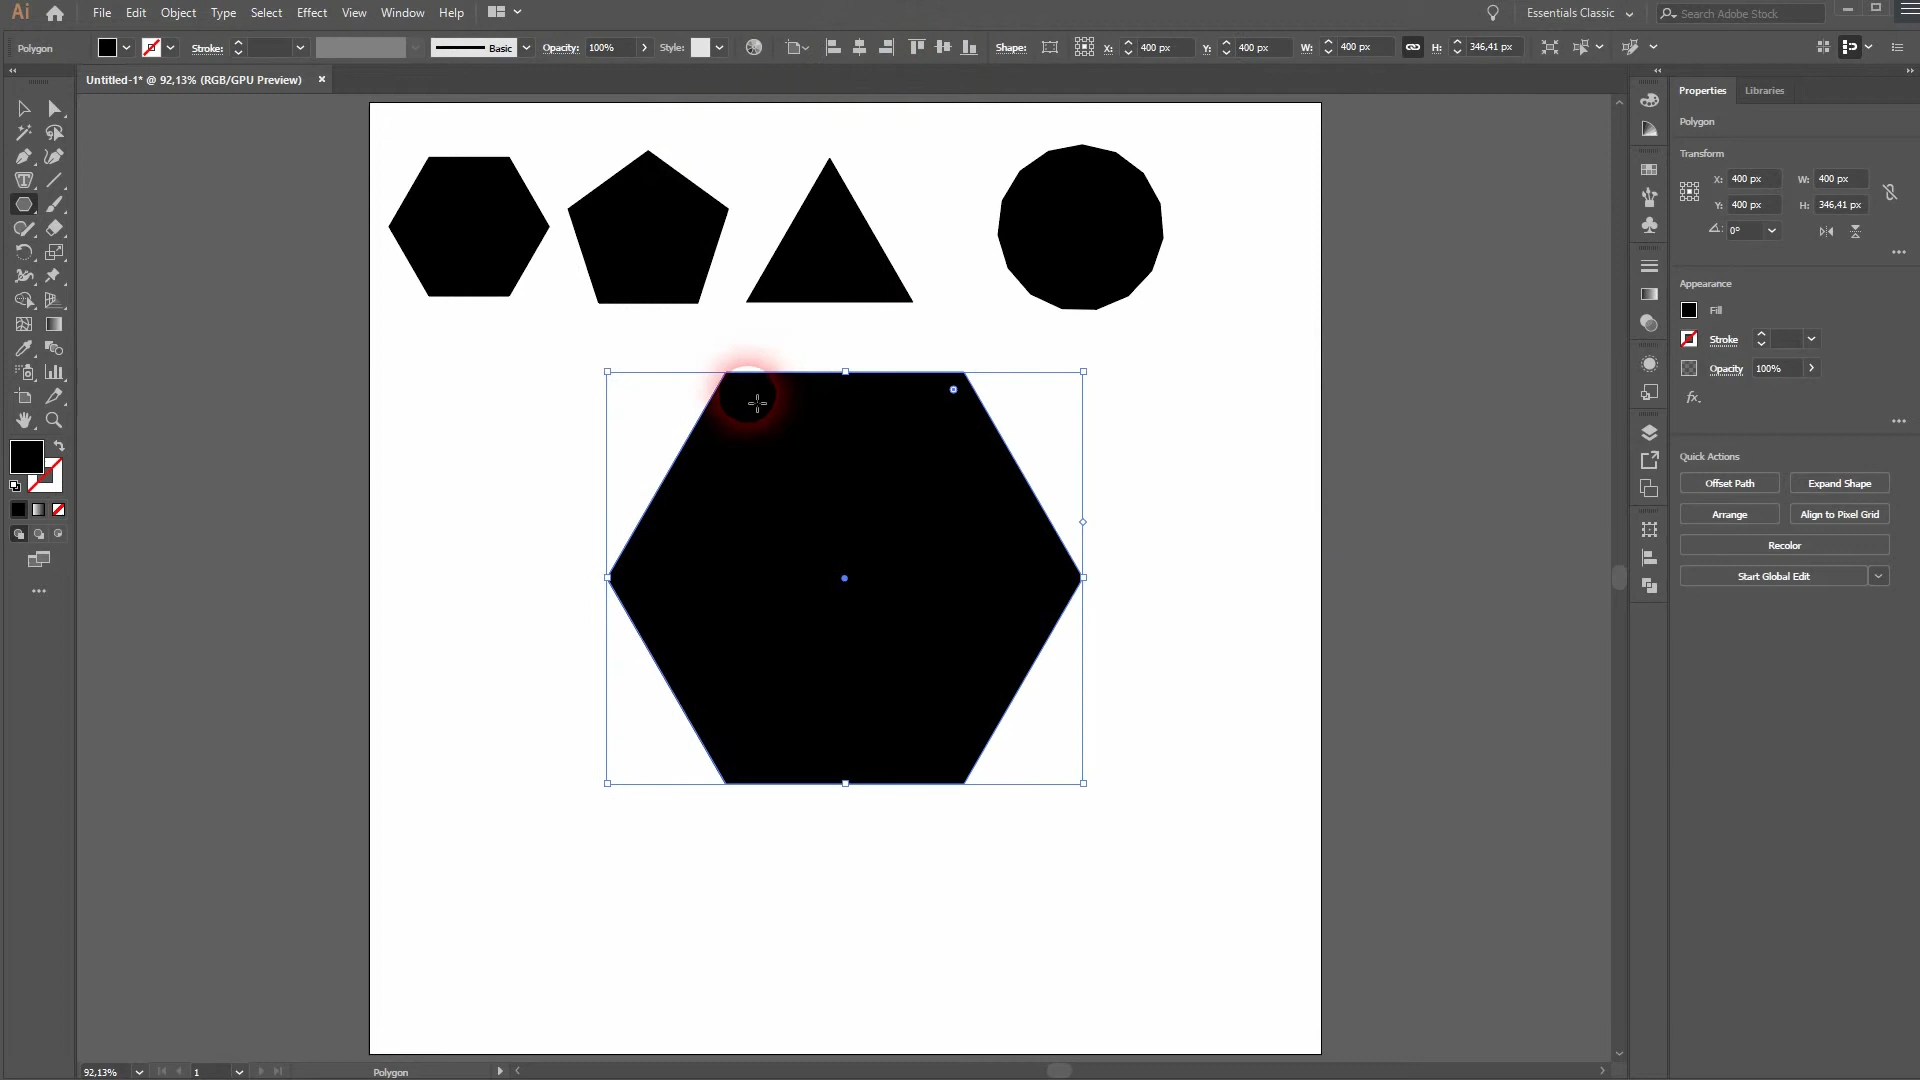 Ai File Edit Object Type Select Effect View Window Help Essentials Classic Search Adobe Stock
Polygon Stroke: Basic Opacity: 100% Style: Shape: X: 400 px Y: 400 px W: 400 px H: 346,41 px
Untitled-1* @ 92,13% (RGB/GPU Preview) ×
Properties Libraries
Polygon
Transform
X: 400 px W: 400 px
Y: 400 px H: 346,41 px
0°
Appearance
Fill
Stroke
Opacity 100%
fx.
Quick Actions
Offset Path Expand Shape
Arrange Align to Pixel Grid
Recolor
Start Global Edit
92,13% 1 Polygon